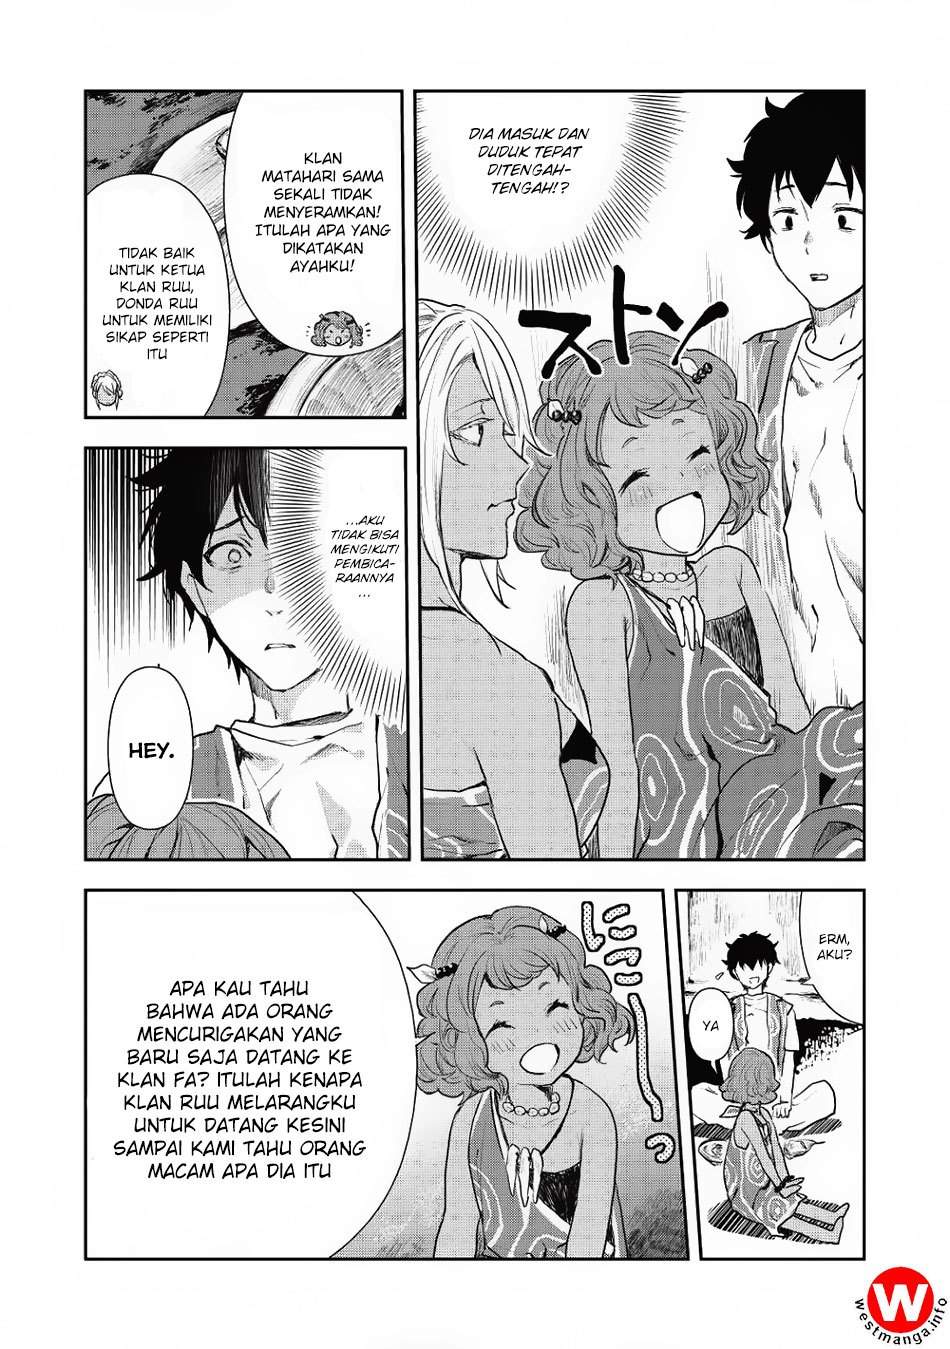 DIA MASUK DAN
DUDUK TEPAT
DITENGAH-
TENGAH!?
ストン
KLAN
MATAHARI SAMA
SEKALI TIDAK
MENYERAMKAN!
ITULAH APA YANG
DIKATAKAN
AYAHKU!
TIDAK BAIK
UNTUK KETUA
KLAN RUU,
DONDA RUU
UNTUK MEMILIKI
SIKAP SEPERTI
ITU
...AKU
TIDAK BISA
MENGIKUTI
PEMBICA-
RAANNYA
...
HEY.
ERM,
AKU?
YA
にこにこっ
APA KAU TAHU
BAHWA ADA ORANG
MENCURIGAKAN YANG
BARU SAJA DATANG KE
KLAN FA? ITULAH KENAPA
KLAN RUU MELARANGKU
UNTUK DATANG KESINI
SAMPAI KAMI TAHU ORANG
MACAM APA DIA ITU
W
westmanga.info